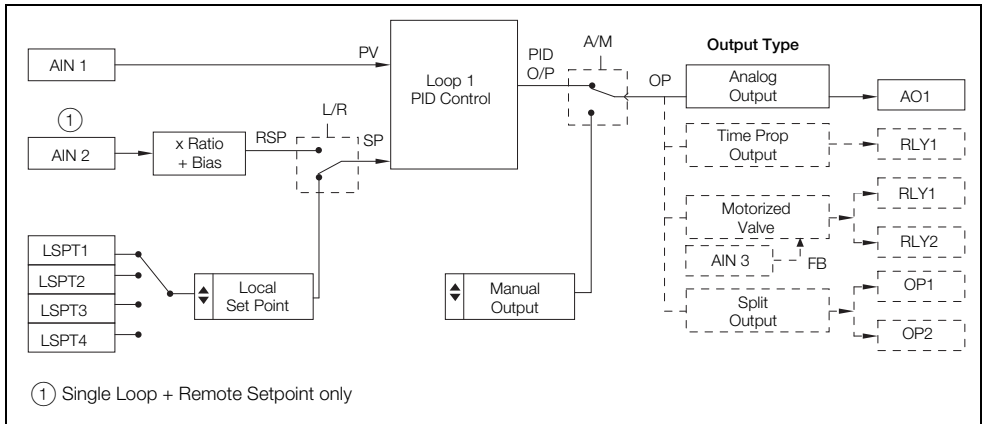 AIN 1
PV
Loop 1
PID Control
PID
O/P
A/M
OP
Output Type
Analog
Output
AO1
1
AIN 2
x Ratio
+ Bias
RSP
L/R
SP
Time Prop
Output
RLY1
Motorized
Valve
RLY1
RLY2
AIN 3
FB
LSPT1
LSPT2
LSPT3
LSPT4
Local
Set Point
Manual
Output
Split
Output
OP1
OP2
1 Single Loop + Remote Setpoint only